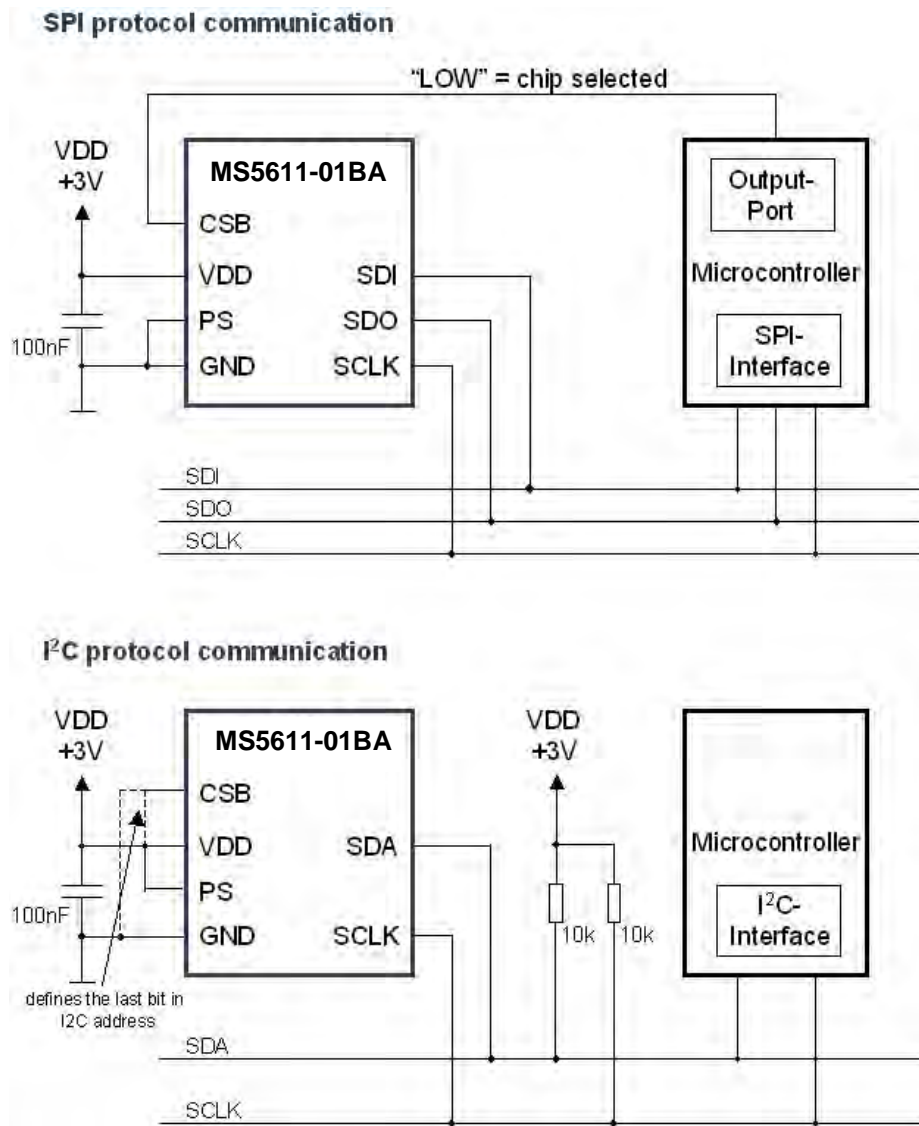 SPI protocol communication
"LOW" = chip selected
VDD
+3V
MS5611-01BA
CSB
VDD
PS
GND
SDI
SDO
SCLK
100nF
Output-
Port
Microcontroller
SPI-
Interface
SDI
SDO
SCLK
I²C protocol communication
VDD
+3V
MS5611-01BA
CSB
VDD
PS
GND
SDA
SCLK
100nF
defines the last bit in
I2C address
VDD
+3V
10k
10k
Microcontroller
I²C-
Interface
SDA
SCLK